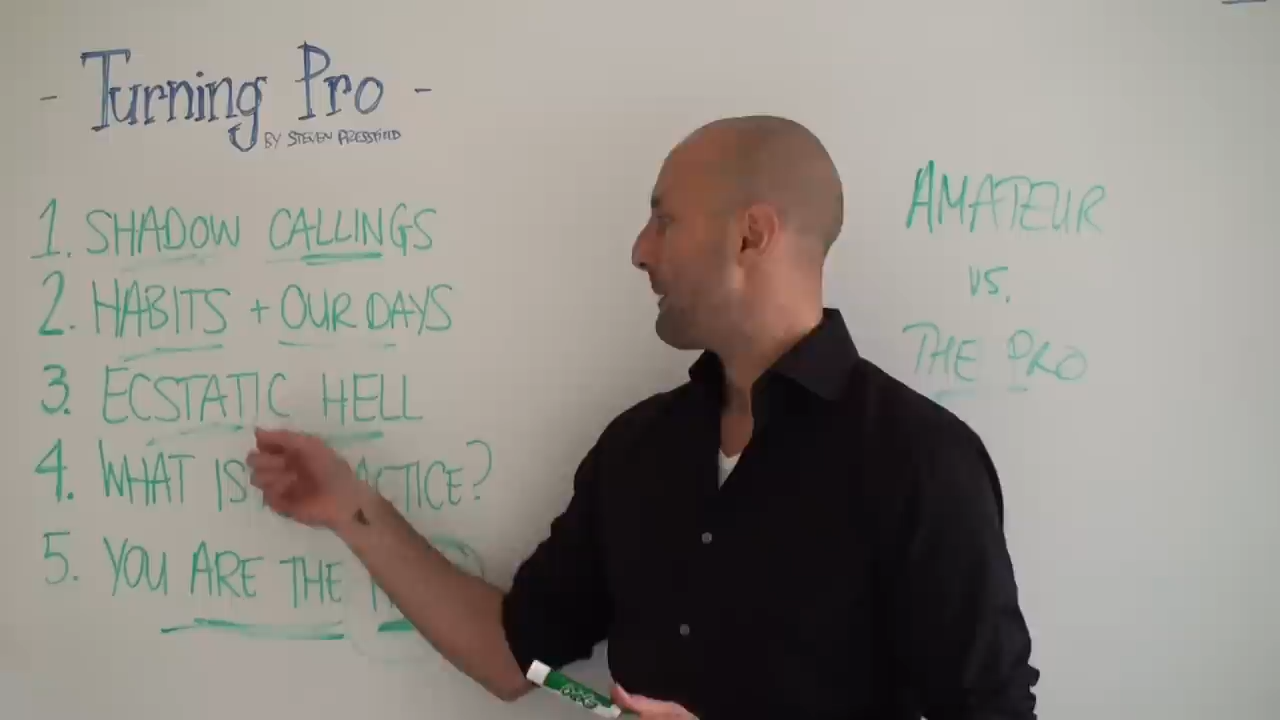 - Turning Pro -
BY STEVEN PRESSFIELD
1. SHADOW CALLINGS
2. HABITS + OUR DAYS
3. ECSTATIC HELL
4. WHAT IS
5. YOU ARE THE
AMATEUR
vs.
THE PRO